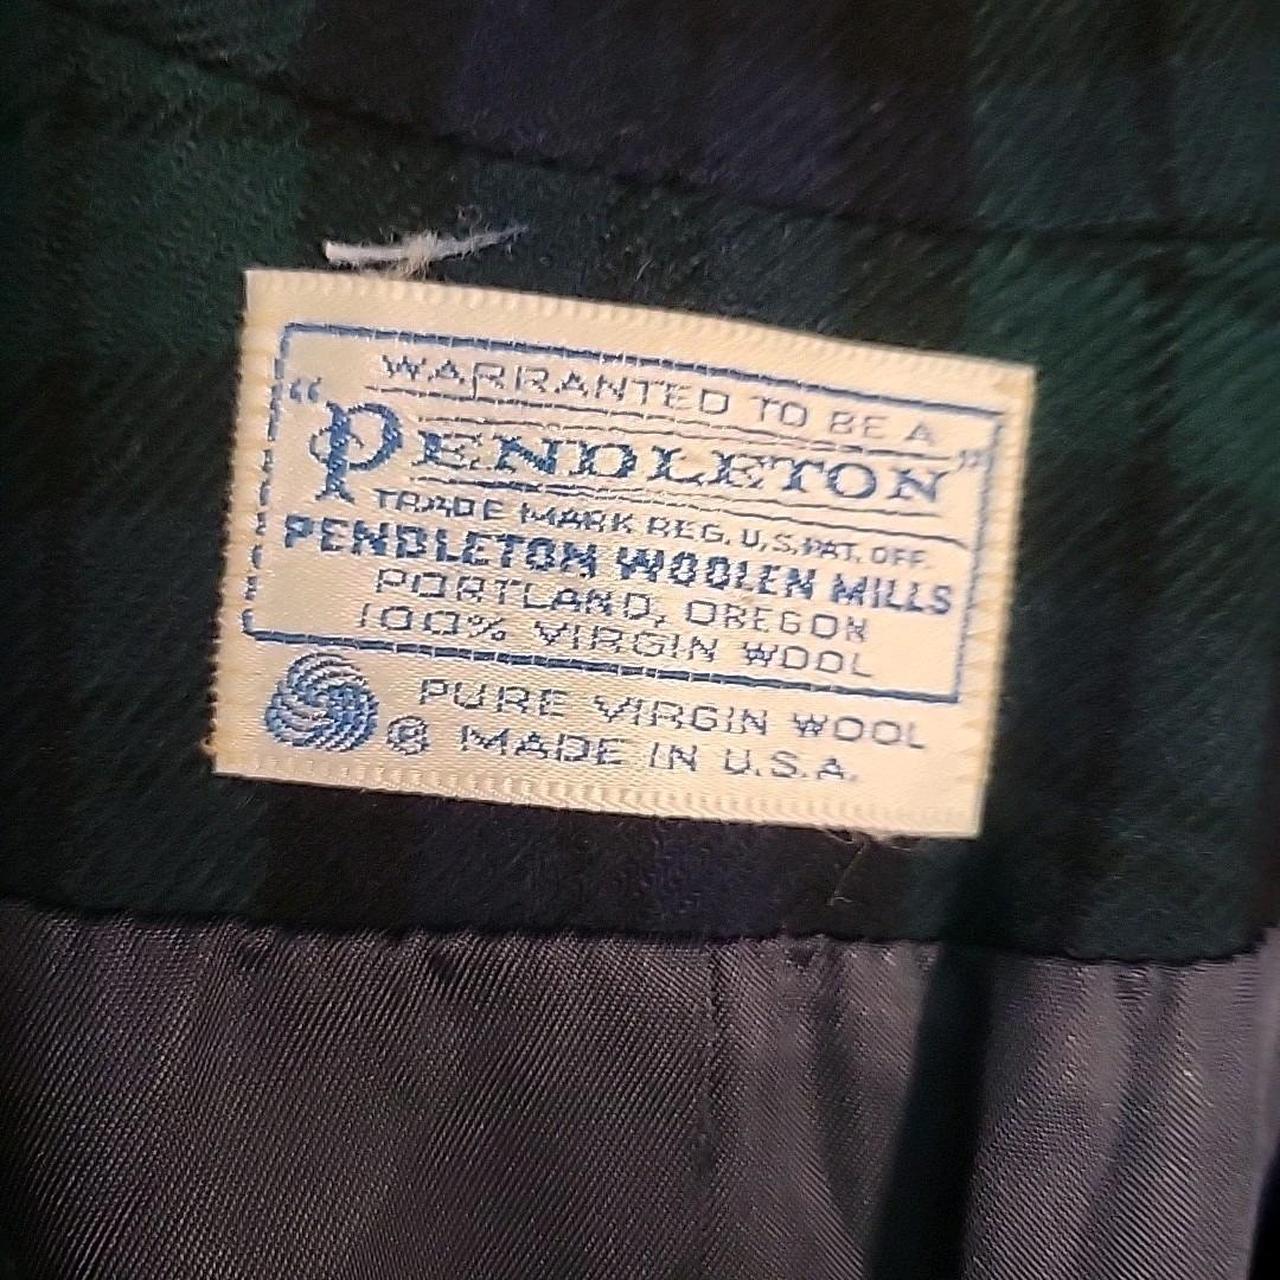 WARRANTED TO BE A
"PENDLETON"
TRADE MARK REG. U.S. PAT. OFF.
PENDLETON WOOLEN MILLS
PORTLAND, OREGON
100% VIRGIN WOOL
PURE VIRGIN WOOL
® MADE IN U.S.A.